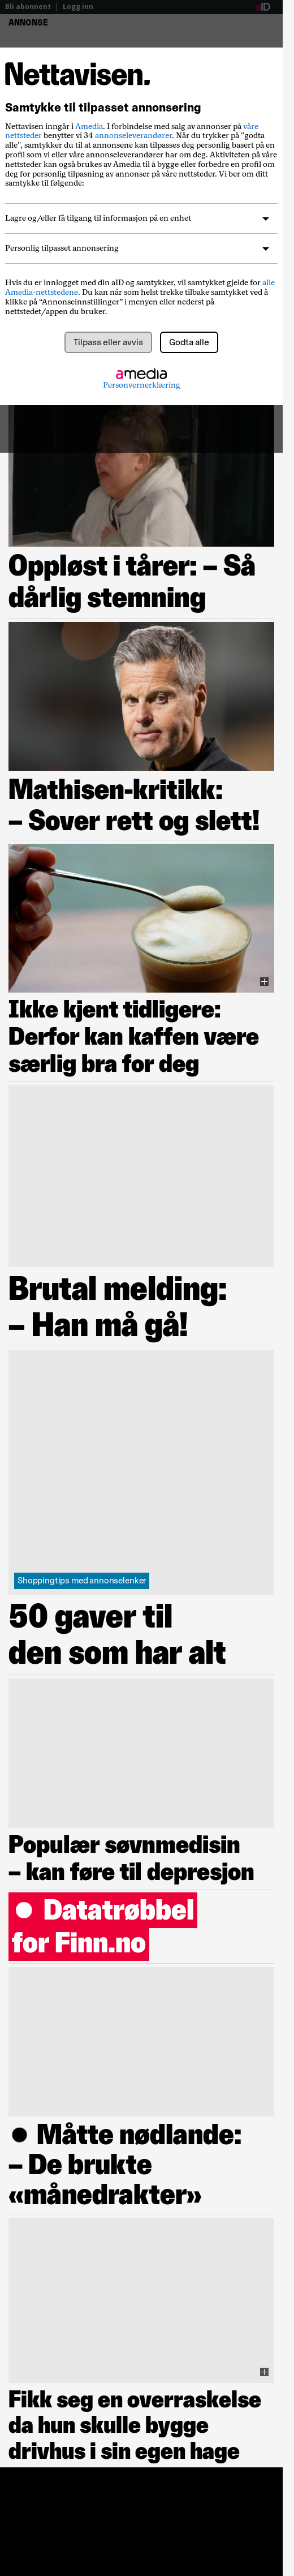 Bli abonnent | Logg inn
aID
ANNONSE
Nettavisen.
Samtykke til tilpasset annonsering
Nettavisen inngår i Amedia. I forbindelse med salg av annonser på våre
nettsteder benytter vi 34 annonseleverandører. Når du trykker på "godta
alle", samtykker du til at annonsene kan tilpasses deg personlig basert på en
profil som vi eller våre annonseleverandører har om deg. Aktiviteten på våre
nettsteder kan også brukes av Amedia til å bygge eller forbedre en profil om
deg for personlig tilpasning av annonser på våre nettsteder. Vi ber om ditt
samtykke til følgende:
Lagre og/eller få tilgang til informasjon på en enhet
Personlig tilpasset annonsering
Hvis du er innlogget med din aID og samtykker, vil samtykket gjelde for alle
Amedia-nettstedene. Du kan når som helst trekke tilbake samtykket ved å
klikke på “Annonseinnstillinger” i menyen eller nederst på
nettstedet/appen du bruker.
Tilpass eller avvis
Godta alle
amedia
Personvernerklæring
Oppløst i tårer: – Så
dårlig stemning
Mathisen-kritikk:
– Sover rett og slett!
Ikke kjent tidligere:
Derfor kan kaffen være
særlig bra for deg
Brutal melding:
– Han må gå!
Shoppingtips med annonselenker
50 gaver til
den som har alt
Populær søvnmedisin
– kan føre til depresjon
● Datatrøbbel
for Finn.no
● Måtte nødlande:
– De brukte
«månedrakter»
Fikk seg en overraskelse
da hun skulle bygge
drivhus i sin egen hage